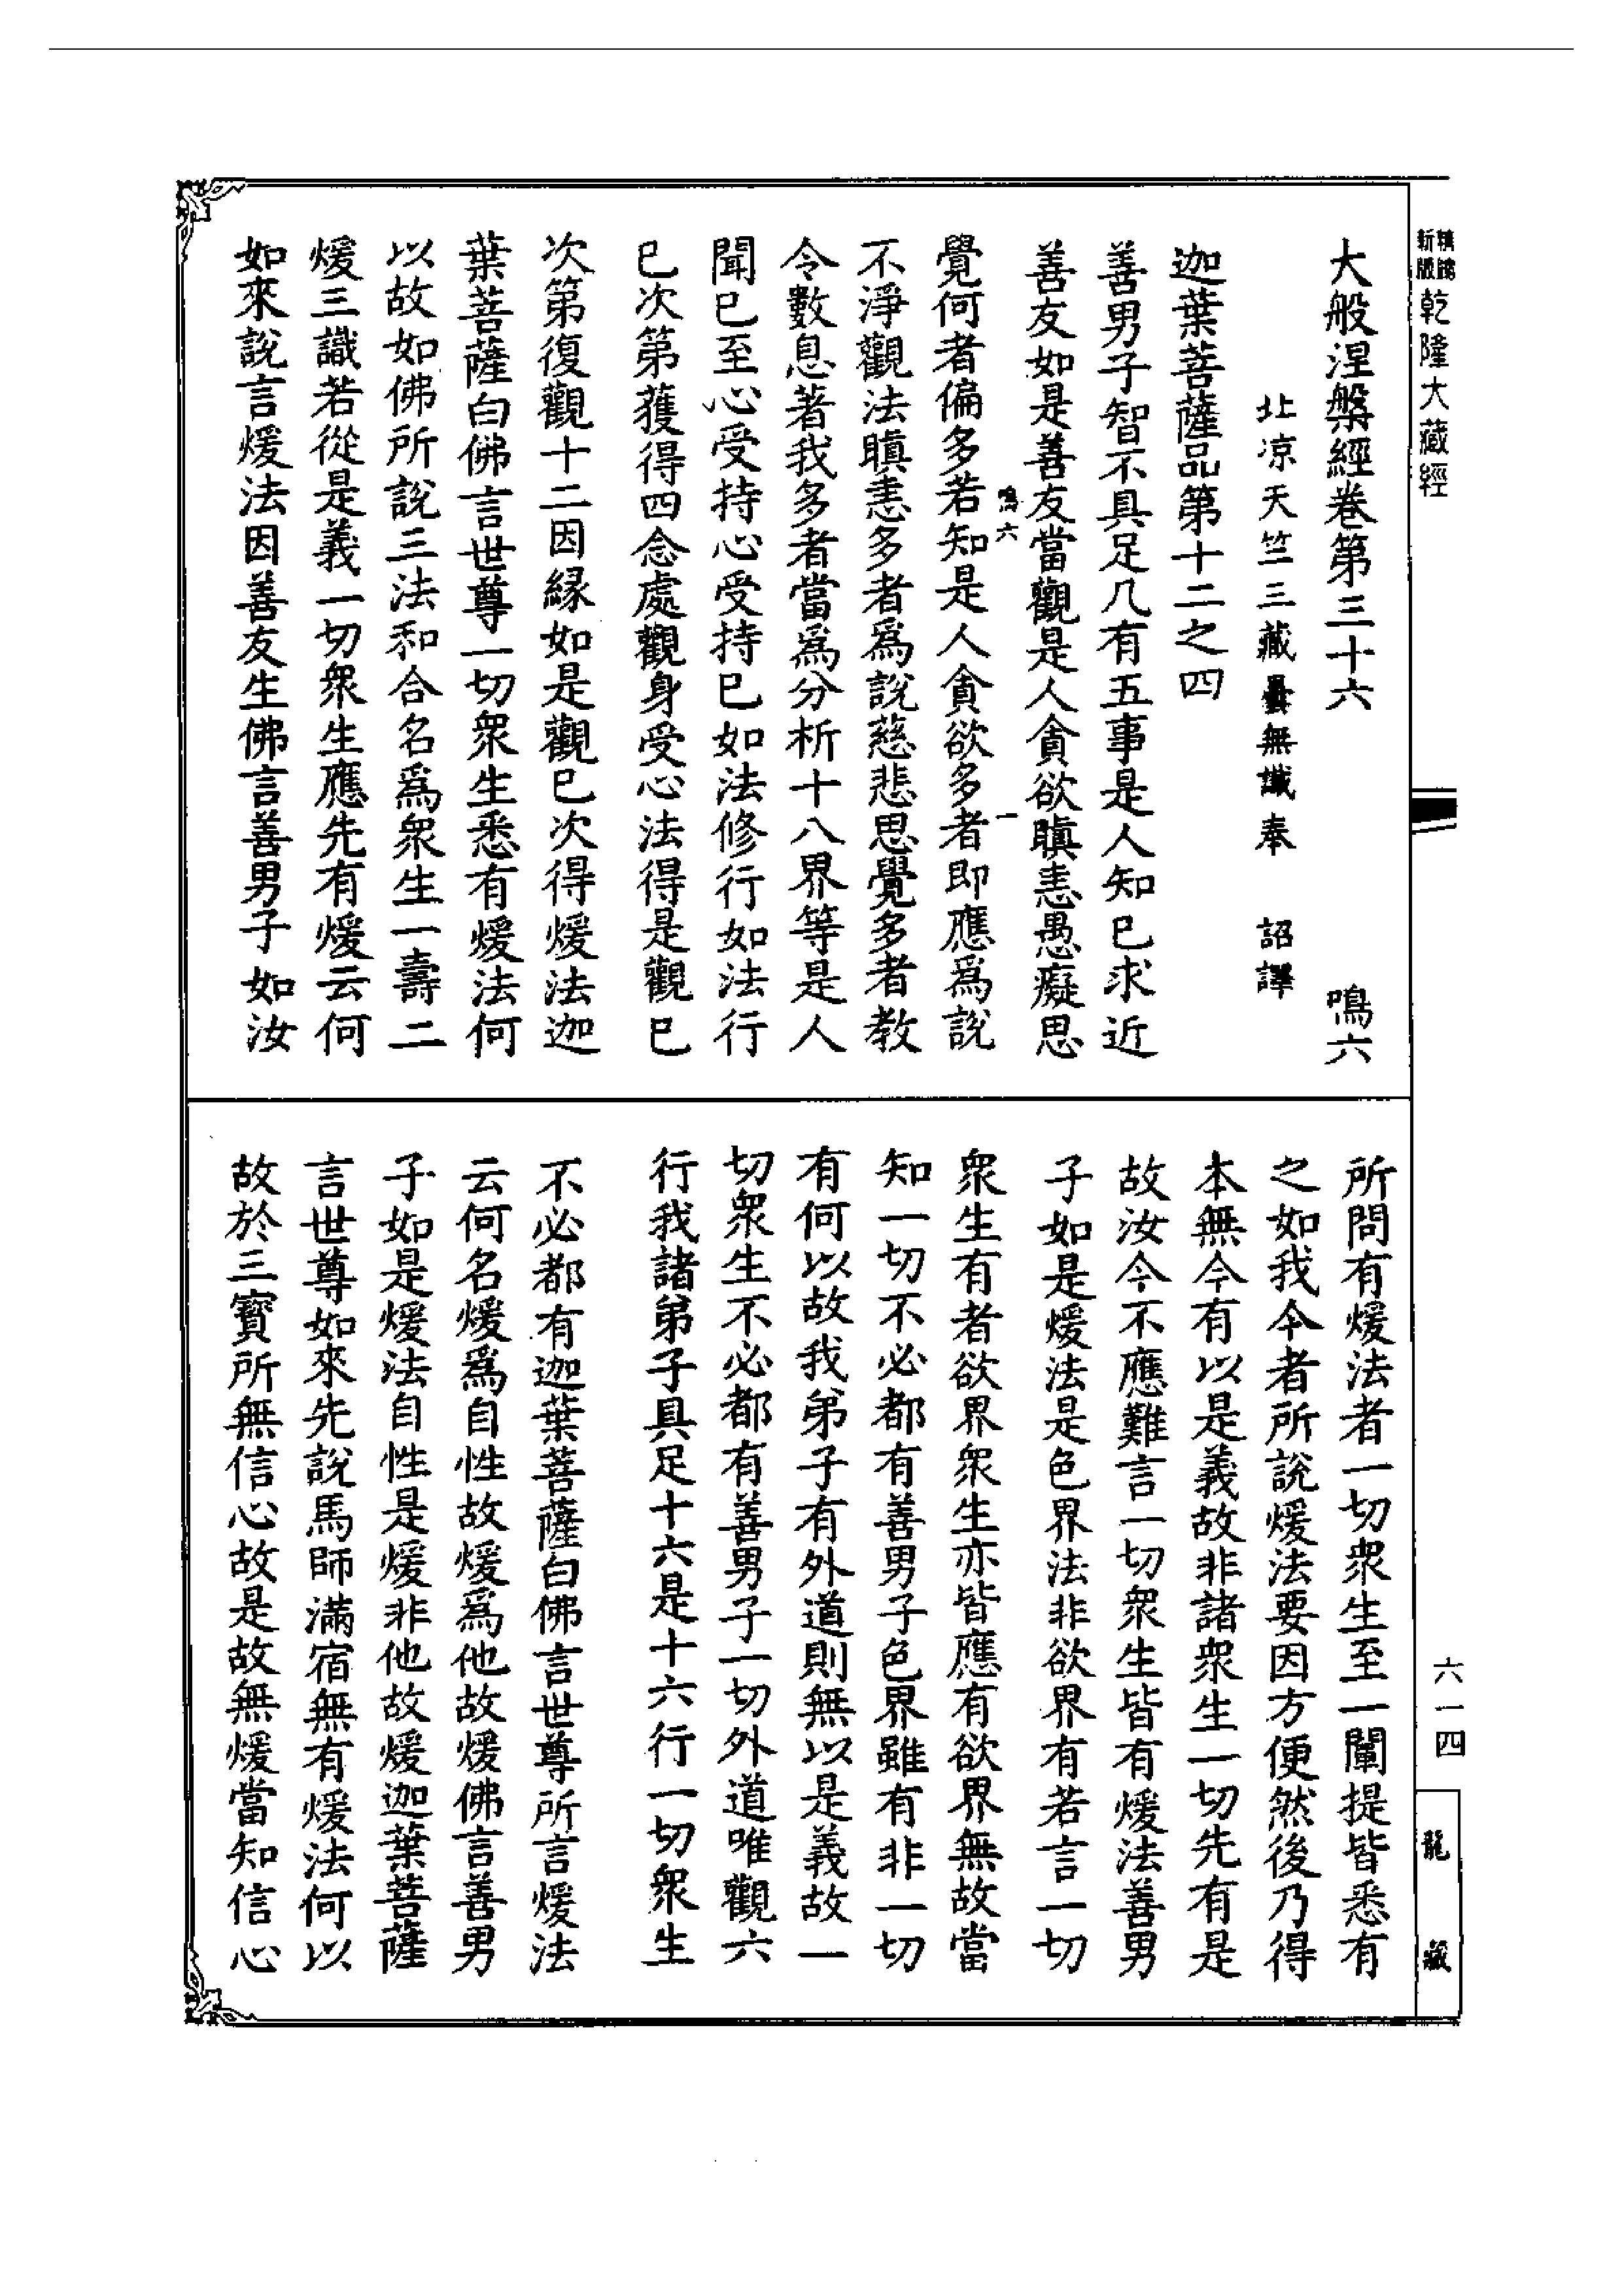 新版精縮乾隆大藏經
大般涅槃經卷第三十六 鳴六
北凉天竺三藏曇無讖奉 詔譯
迦葉菩薩品第十二之四
善男子智不具足凡有五事是人知已求近
善友如是善友當觀是人貪欲瞋恚愚癡思
鳴六 一
覺何者偏多若知是人貪欲多者即應爲說
不淨觀法瞋恚多者爲說慈悲思覺多者教
令數息著我多者當爲分析十八界等是人
聞已至心受持心受持已如法修行如法行
已次第獲得四念處觀身受心法得是觀已
次第復觀十二因緣如是觀已次得煖法迦
葉菩薩白佛言世尊一切衆生悉有煖法何
以故如佛所說三法和合名爲衆生一壽二
煖三識若從是義一切衆生應先有煖云何
如來說言煖法因善友生佛言善男子如汝
所問有煖法者一切衆生至一闡提皆悉有
之如我今者所說煖法要因方便然後乃得
本無今有以是義故非諸衆生一切先有是
故汝今不應難言一切衆生皆有煖法善男
子如是煖法是色界法非欲界有若言一切
衆生有者欲界衆生亦皆應有欲界無故當
知一切不必都有善男子色界雖有非一切
有何以故我弟子有外道則無以是義故一
切衆生不必都有善男子一切外道唯觀六
行我諸弟子具足十六是十六行一切衆生
不必都有迦葉菩薩白佛言世尊所言煖法
云何名煖爲自性故煖爲他故煖佛言善男
子如是煖法自性是煖非他故煖迦葉菩薩
言世尊如來先說馬師滿宿無有煖法何以
故於三寶所無信心故是故無煖當知信心
六一四
龍藏